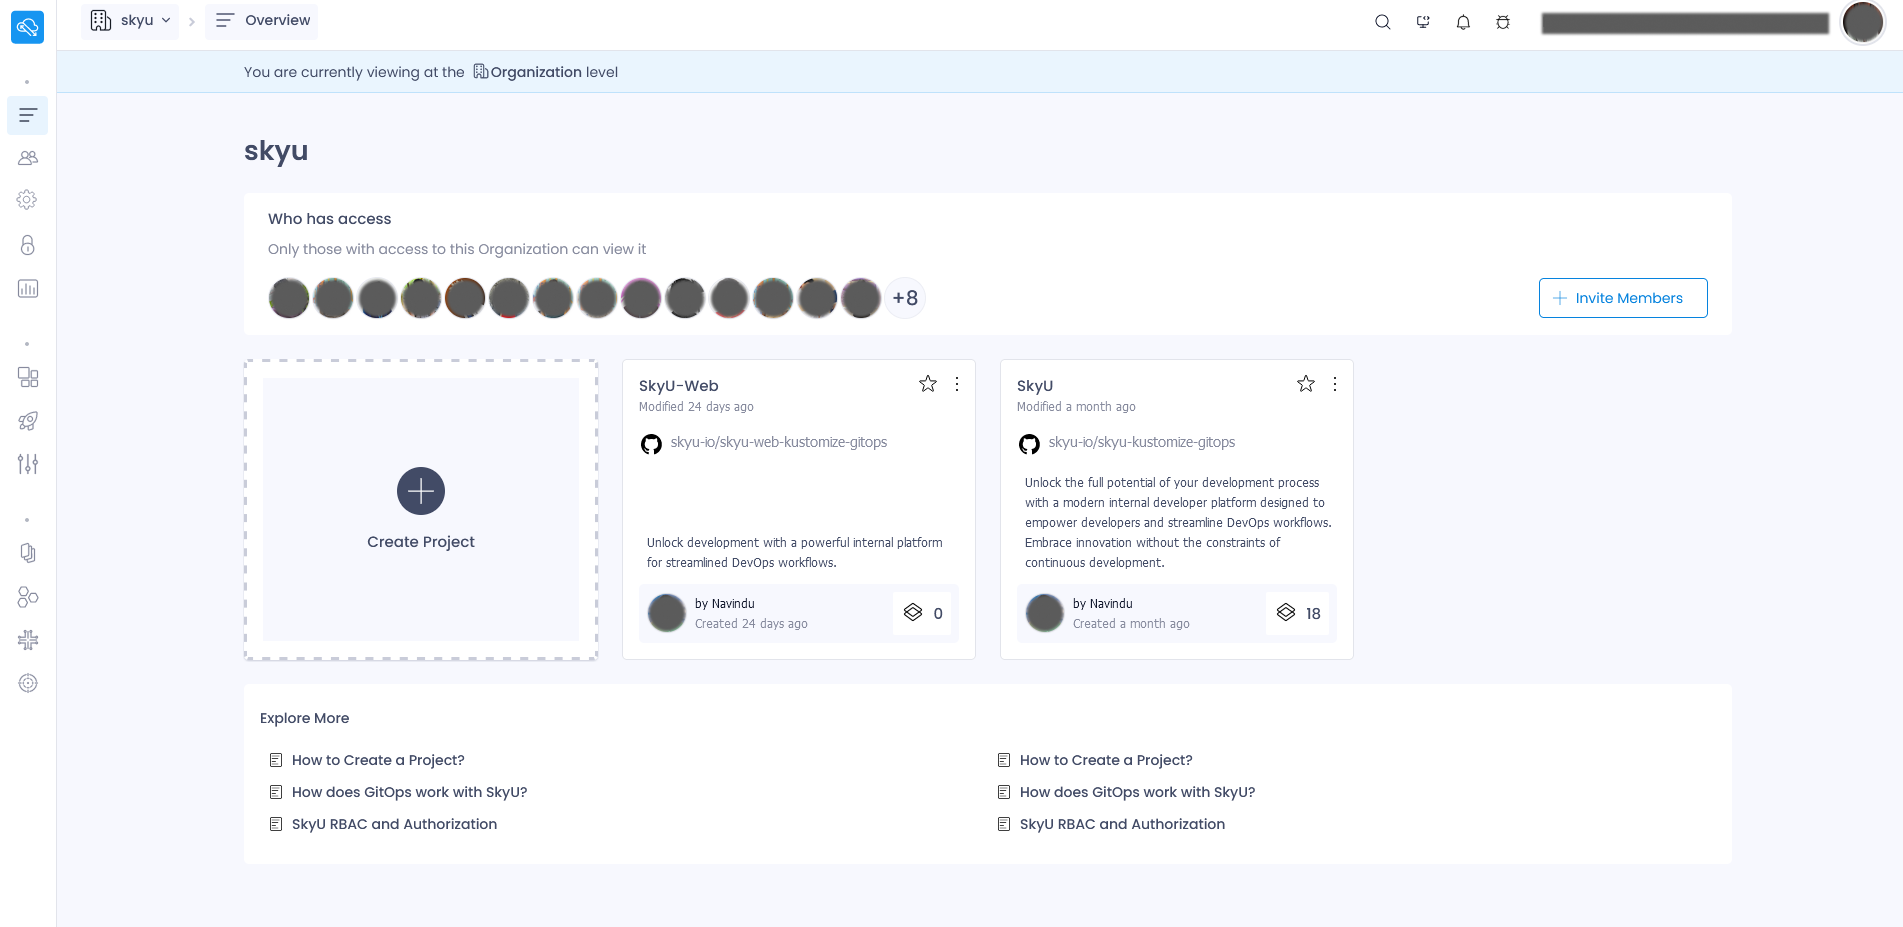 skyu
Overview
You are currently viewing at the Organization level
skyu
Who has access
Only those with access to this Organization can view it
+8
Invite Members
Create Project
SkyU-Web
Modified 24 days ago
skyu-io/skyu-web-kustomize-gitops
Unlock development with a powerful internal platform
for streamlined DevOps workflows.
by Navindu
Created 24 days ago
0
SkyU
Modified a month ago
skyu-io/skyu-kustomize-gitops
Unlock the full potential of your development process
with a modern internal developer platform designed to
empower developers and streamline DevOps workflows.
Embrace innovation without the constraints of
continuous development.
by Navindu
Created a month ago
18
Explore More
How to Create a Project?
How does GitOps work with SkyU?
SkyU RBAC and Authorization
How to Create a Project?
How does GitOps work with SkyU?
SkyU RBAC and Authorization